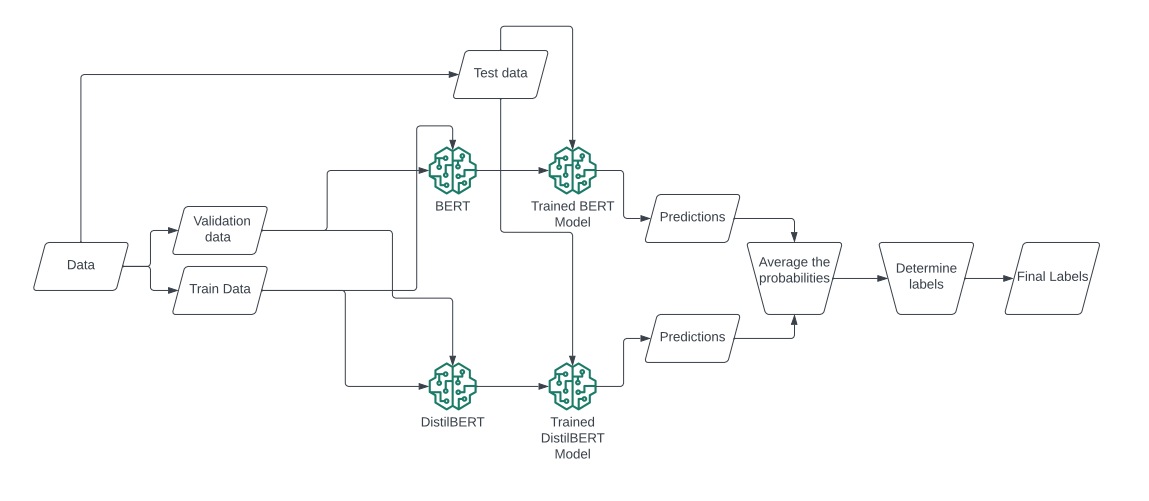 Test data
BERT
Trained BERT
Model
Validation
data
Predictions
Data
Train Data
Average the
probabilities
Determine
labels
Final Labels
Predictions
DistilBERT
Trained
DistilBERT
Model